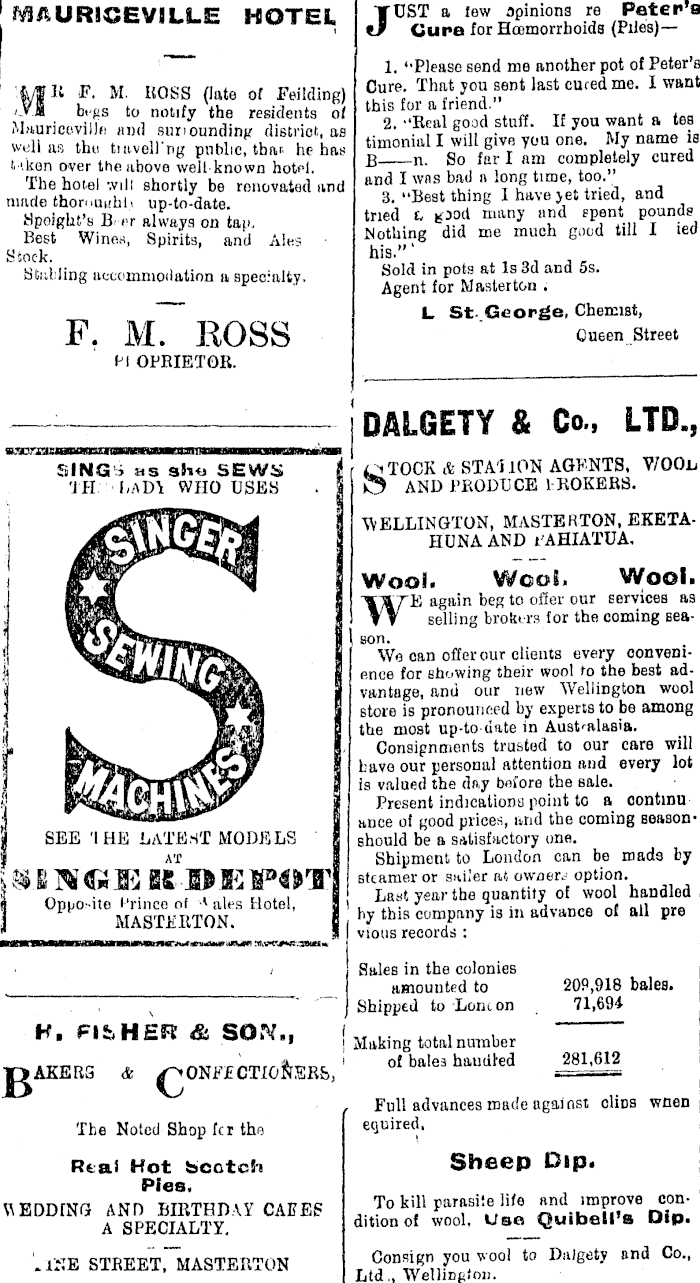 MAURICEVILLE HOTEL
MR F. M. ROSS (late of Feilding)
begs to notify the residents of
Mauriceville and surrounding district, as
well as the travelling public, that he has
taken over the above well-known hotel.
The hotel will shortly be renovated and
made thoroughly up-to-date.
Speight's Beer always on tap.
Best Wines, Spirits, and Ales
Stock.
Stabling accommodation a specialty.
F. M. ROSS
PROPRIETOR.
SINGS as she SEWS
THE LADY WHO USES
SINGER
SEWING
MACHINES
SEE THE LATEST MODELS
AT
SINGER DEPOT
Opposite Prince of Wales Hotel,
MASTERTON.
H. FISHER & SON.,
BAKERS & CONFECTIONERS,
The Noted Shop for the
Real Hot Scotch
Pies.
WEDDING AND BIRTHDAY CAKES
A SPECIALTY.
STREET, MASTERTON
JUST a few opinions re Peter's
Cure for Hœmorrhoids (Piles)—
1. "Please send me another pot of Peter's
Cure. That you sent last cured me. I want
this for a friend."
2. "Real good stuff. If you want a tes
timonial I will give you one. My name is
B——n. So far I am completely cured
and I was bad a long time, too."
3. "Best thing I have yet tried, and
tried a good many and spent pounds
Nothing did me much good till I ied
his."
Sold in pots at 1s 3d and 5s.
Agent for Masterton .
L St. George, Chemist,
Queen Street
DALGETY & Co., LTD.,
STOCK & STATION AGENTS, WOOL
AND PRODUCE BROKERS.
WELLINGTON, MASTERTON, EKETA-
HUNA AND PAHIATUA.
Wool. Wool. Wool.
WE again beg to offer our services as
selling brokers for the coming sea-
son.
We can offer our clients every conveni-
ence for showing their wool to the best ad-
vantage, and our new Wellington wool
store is pronounced by experts to be among
the most up-to-date in Australasia.
Consignments trusted to our care will
have our personal attention and every lot
is valued the day before the sale.
Present indications point to a continu
ance of good prices, and the coming season
should be a satisfactory one.
Shipment to London can be made by
steamer or sailer at owners option.
Last year the quantity of wool handled
by this company is in advance of all pre
vious records :
Sales in the colonies
amounted to 209,918 bales.
Shipped to London 71,694
Making total number
of bales handled 281,612
Full advances made against clips when
equired.
Sheep Dip.
To kill parasite life and improve con-
dition of wool, Use Quibell's Dip.
Consign you wool to Dalgety and Co.,
Ltd., Wellington.